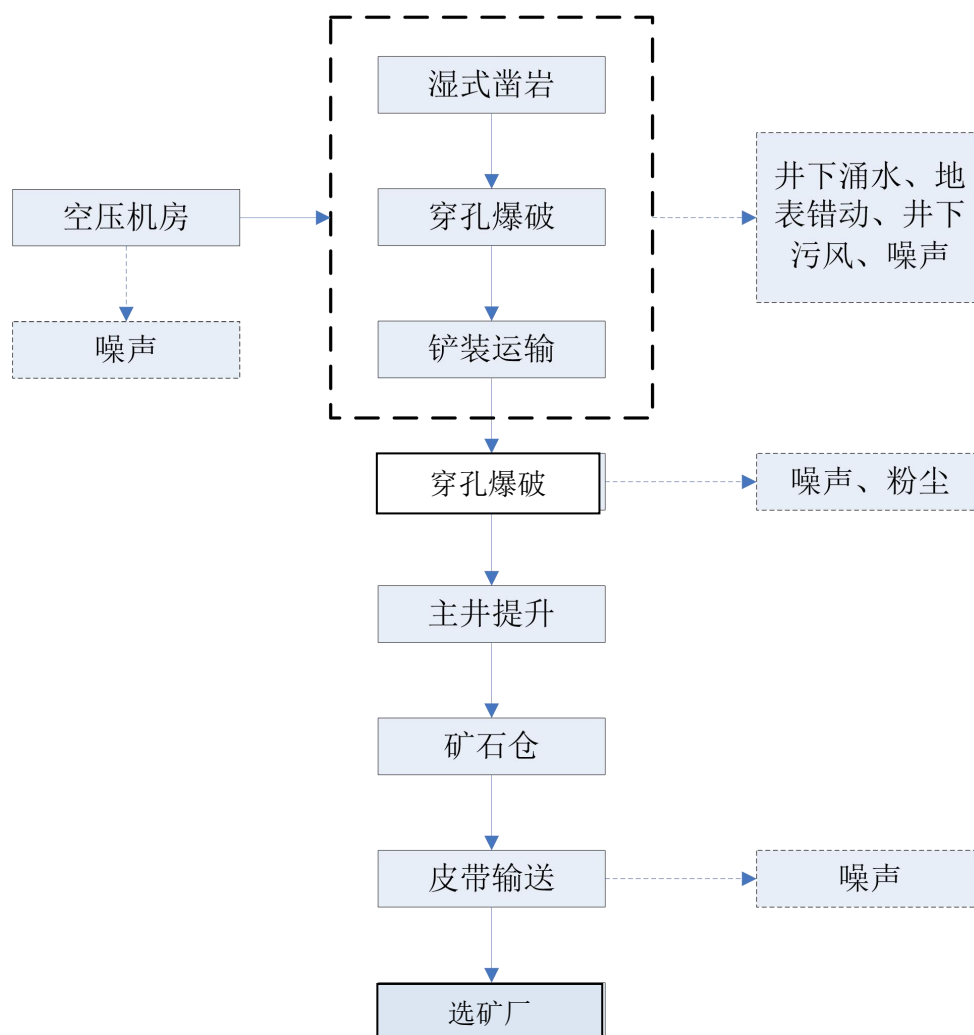 湿式凿岩
井下涌水、地
表错动、井下
污风、噪声
空压机房
穿孔爆破
噪声
铲装运输
穿孔爆破
噪声、粉尘
主井提升
矿石仓
皮带输送
噪声
选矿厂